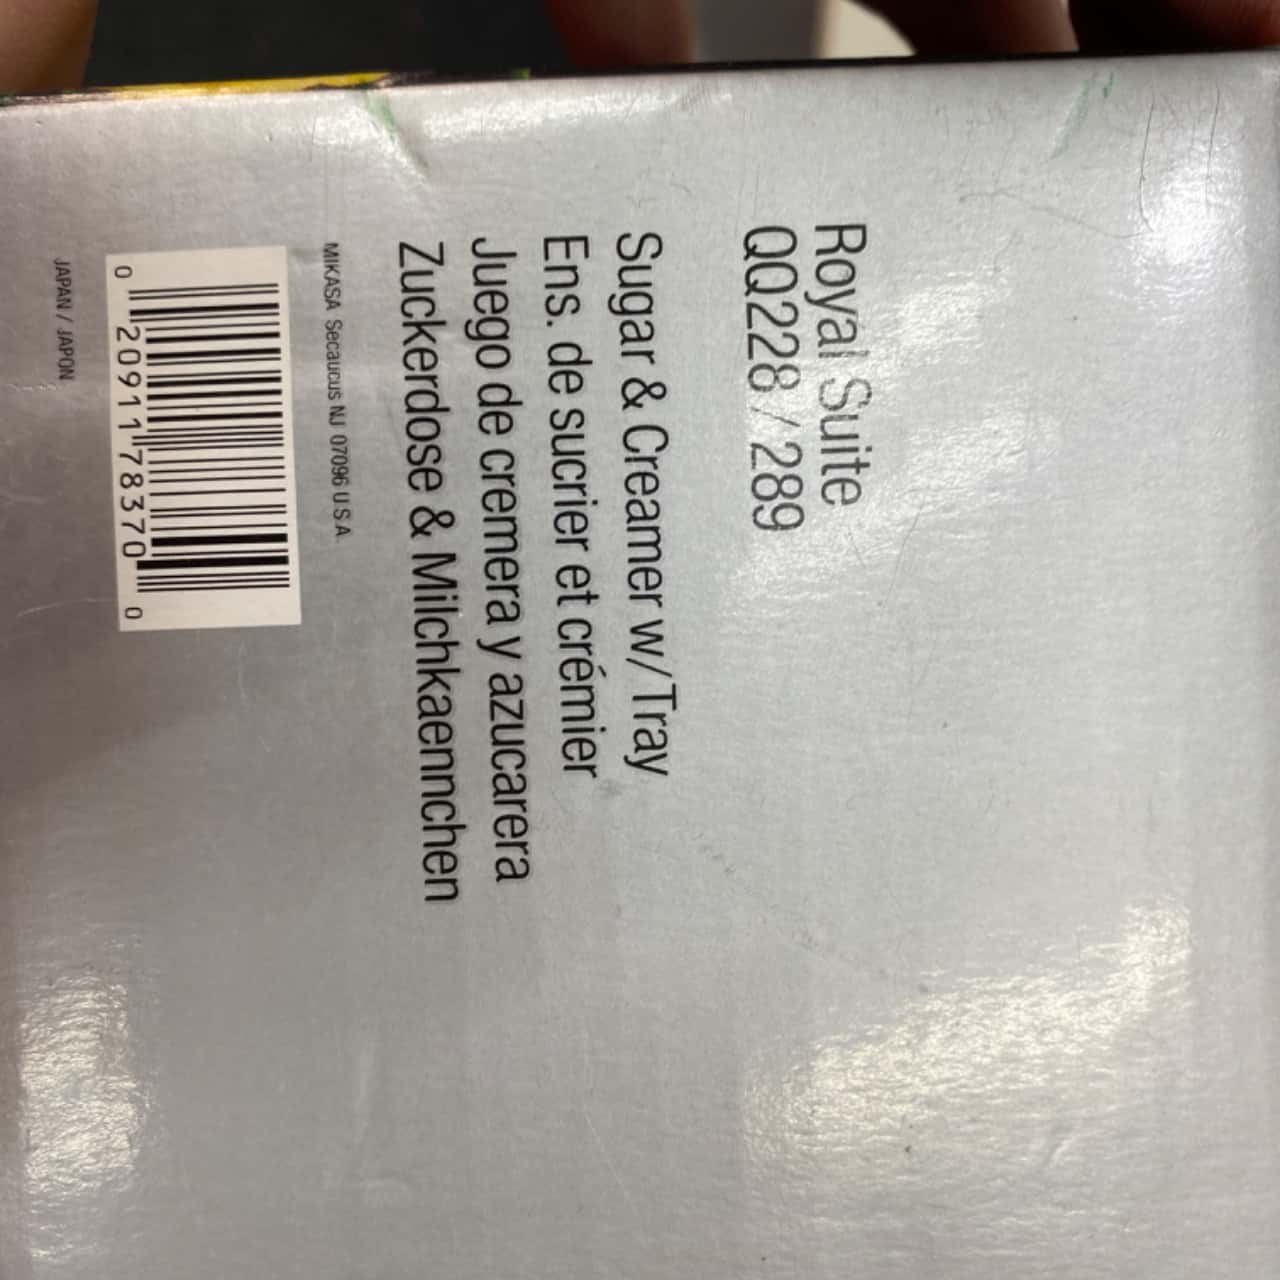 Royal Suite
QQ228 / 289
Sugar & Creamer w/ Tray
Ens. de sucrier et crémier
Juego de cremera y azucarera
Zuckerdose & Milchkaennchen
MIKASA Secaucus NJ 07096 U.S.A.
0 20911 78370 0
JAPAN / JAPON